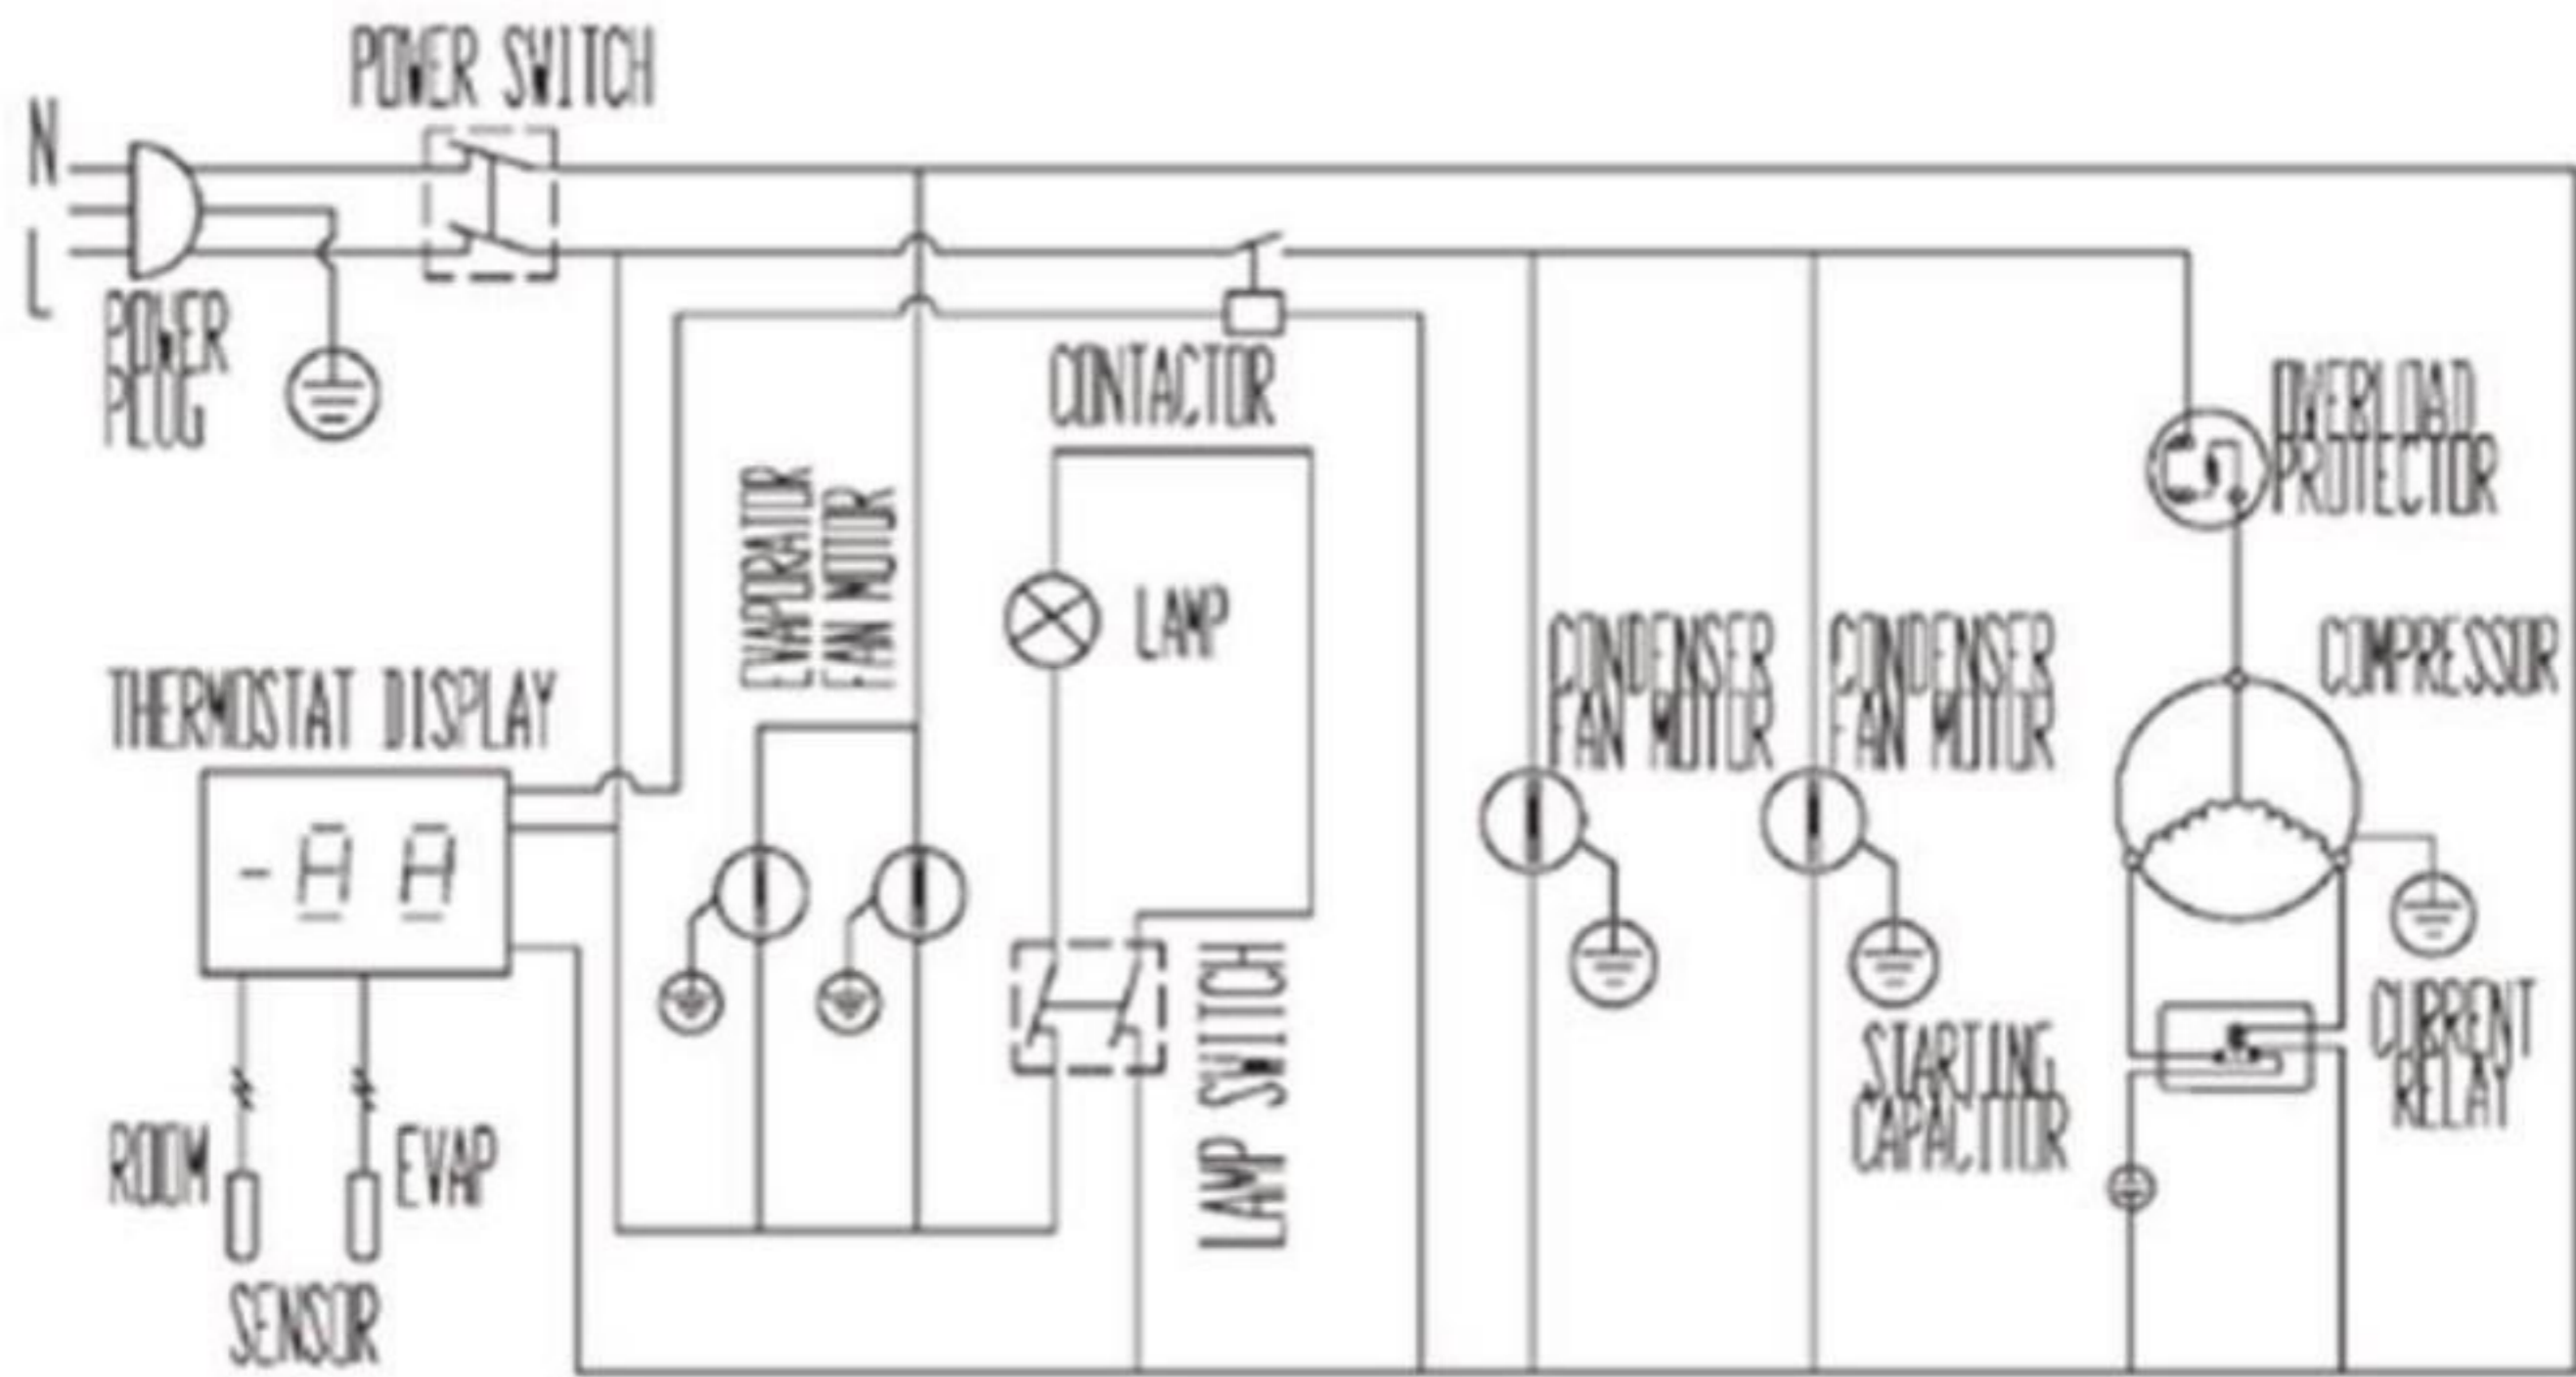 POWER SWITCH
N
L
POWER
PLUG
CONTACTOR
OVERLOAD
PROTECTOR
EVAPORATOR
FAN MOTOR
LAMP
CONDENSER
FAN MOTOR
CONDENSER
FAN MOTOR
COMPRESSOR
THERMOSTAT DISPLAY
-88
LAMP SWITCH
STARTING
CAPACITOR
CURRENT
RELAY
ROOM
EVAP
SENSOR